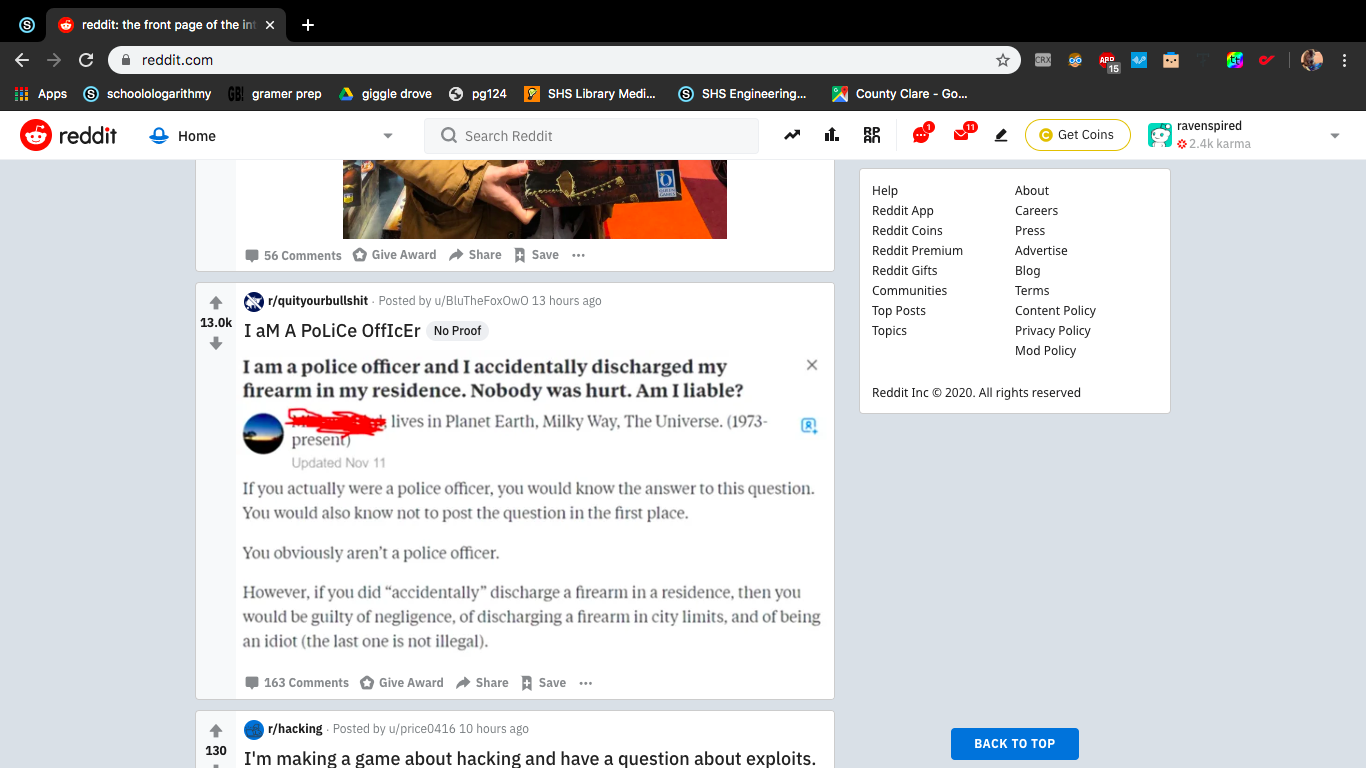 reddit: the front page of the int
reddit.com
CRX
ABP
15
Apps
schoolologarithmy
GB!
gramer prep
giggle drove
pg124
SHS Library Medi...
SHS Engineering...
County Clare - Go...
reddit
Home
Search Reddit
1
11
Get Coins
ravenspired
2.4k karma
QUEEN GAMES
56 Comments
Give Award
Share
Save
Help
About
Reddit App
Careers
Reddit Coins
Press
Reddit Premium
Advertise
Reddit Gifts
Blog
Communities
Terms
Top Posts
Content Policy
Topics
Privacy Policy
Mod Policy
Reddit Inc © 2020. All rights reserved
13.0k
r/quityourbullshit · Posted by u/BluTheFoxOwO 13 hours ago
I aM A PoLiCe OffIcEr
No Proof
I am a police officer and I accidentally discharged my
firearm in my residence. Nobody was hurt. Am I liable?
, lives in Planet Earth, Milky Way, The Universe. (1973-
present)
Updated Nov 11
If you actually were a police officer, you would know the answer to this question.
You would also know not to post the question in the first place.
You obviously aren't a police officer.
However, if you did “accidentally” discharge a firearm in a residence, then you
would be guilty of negligence, of discharging a firearm in city limits, and of being
an idiot (the last one is not illegal).
163 Comments
Give Award
Share
Save
130
r/hacking · Posted by u/price0416 10 hours ago
I'm making a game about hacking and have a question about exploits.
BACK TO TOP